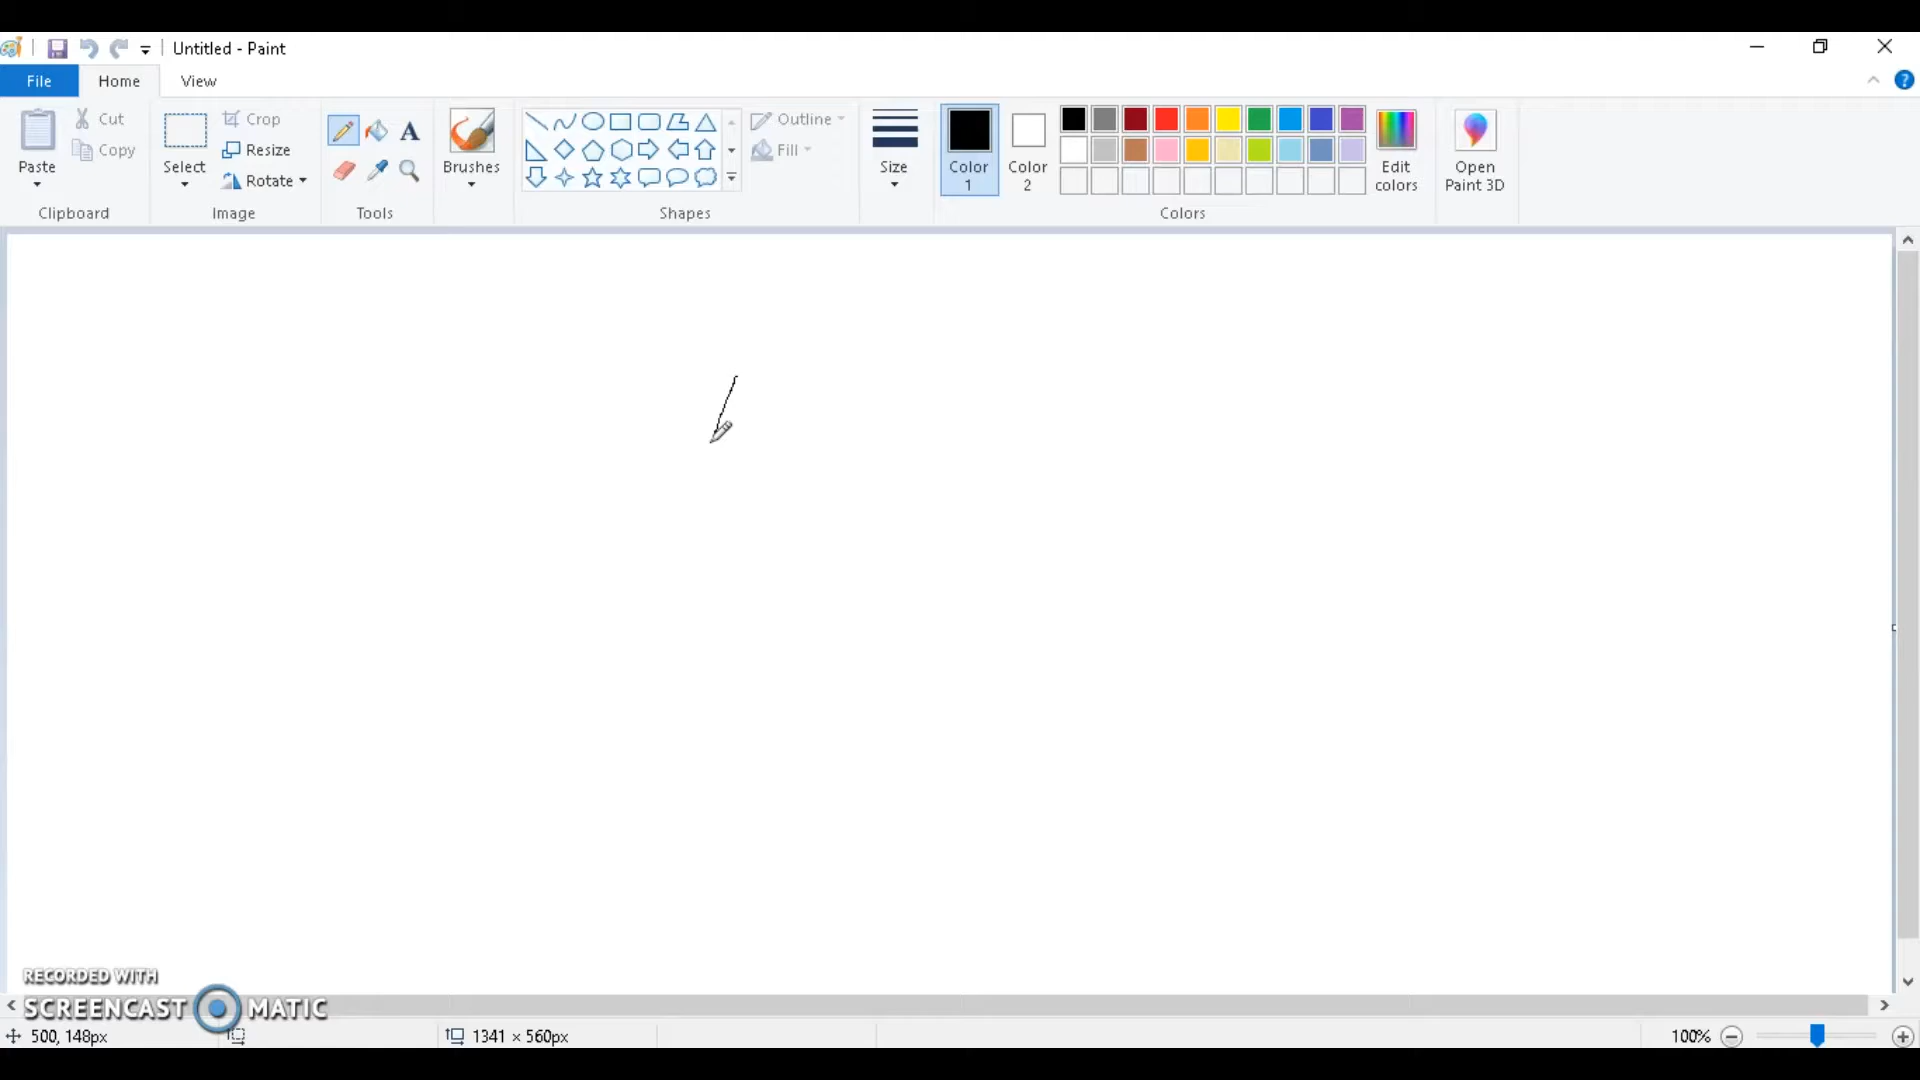 Untitled - Paint
File Home View
Paste
Cut
Copy
Clipboard
Select
Crop
Resize
Rotate
Image
A
Tools
Brushes
Shapes
Outline
Fill
Size
Color 1
Color 2
Edit colors
Colors
Open Paint 3D
RECORDED WITH
SCREENCAST MATIC
500, 148px
1341 × 560px
100%